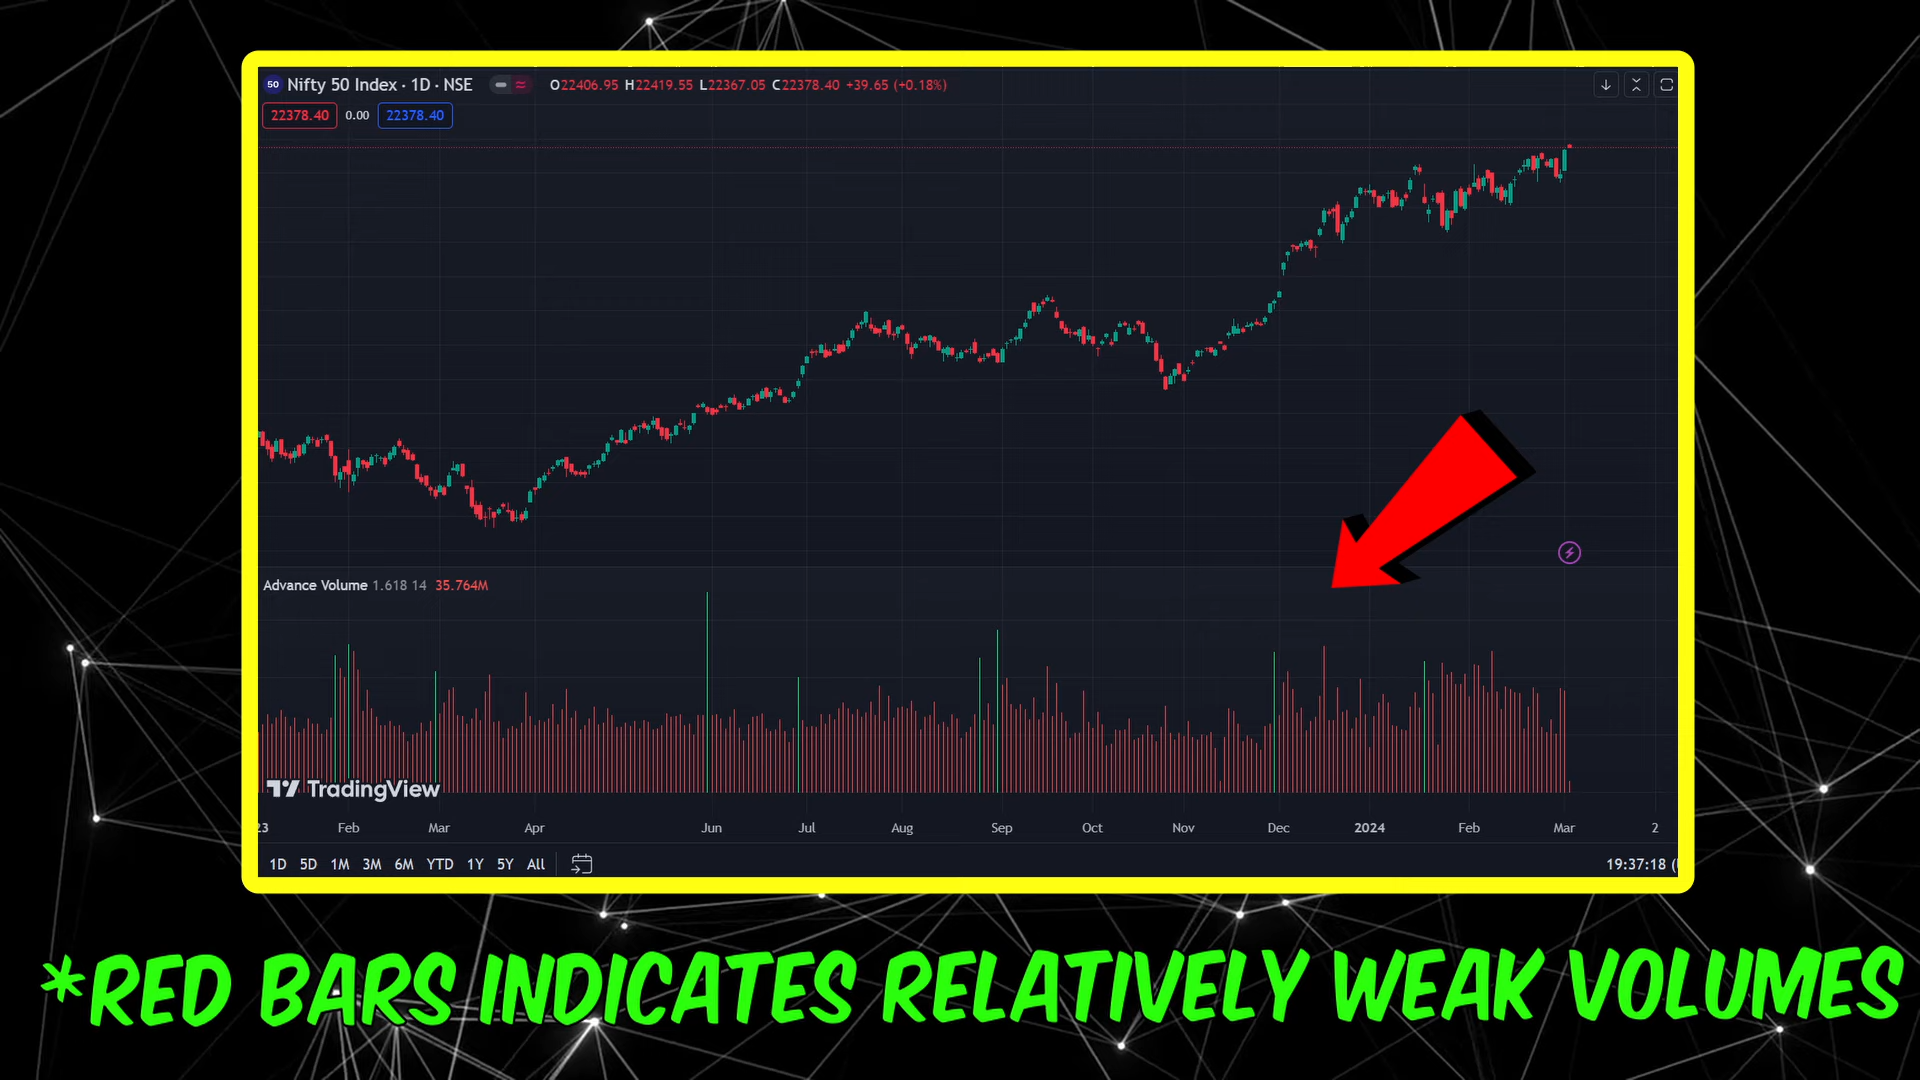 50 Nifty 50 Index · 1D · NSE O22406.95 H22419.55 L22367.05 C22378.40 +39.65 (+0.18%)
22378.40 0.00 22378.40
Advance Volume 1.618 14 35.764M
TradingView
23 Feb Mar Apr Jun Jul Aug Sep Oct Nov Dec 2024 Feb Mar 2
1D 5D 1M 3M 6M YTD 1Y 5Y All 19:37:18 (
*RED BARS INDICATES RELATIVELY WEAK VOLUMES